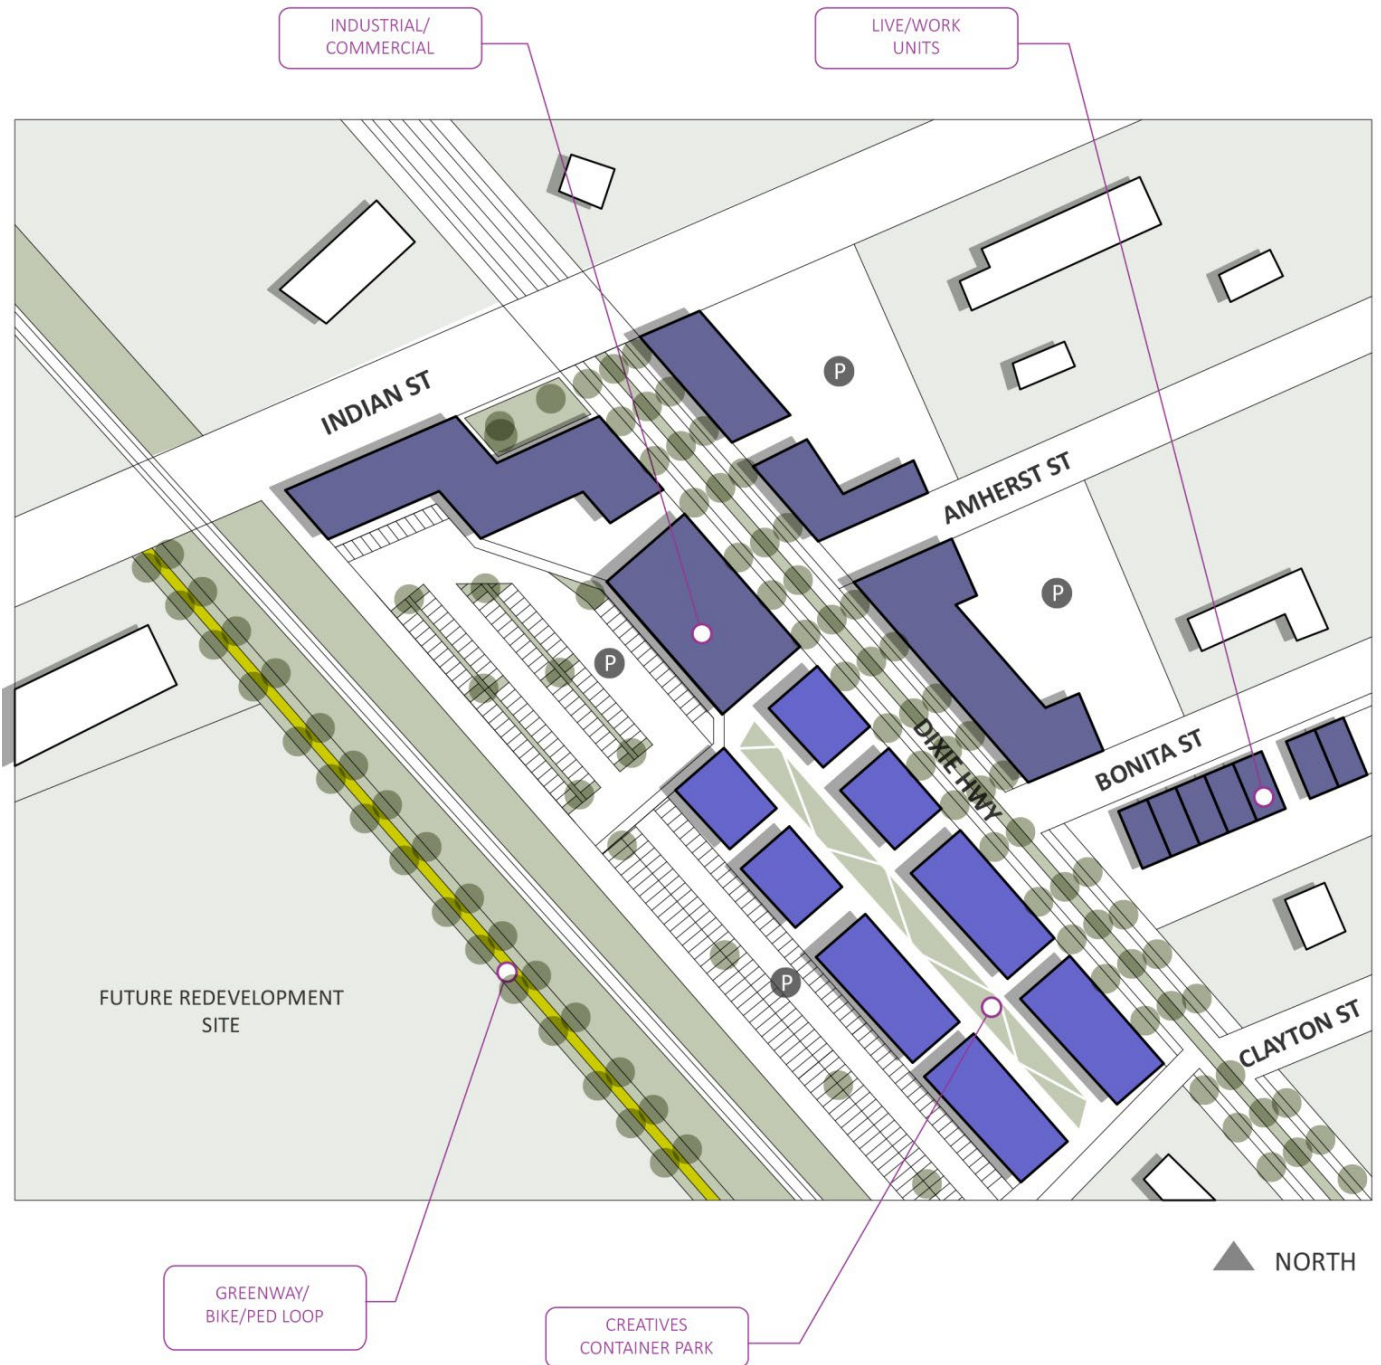 INDUSTRIAL/
COMMERCIAL
LIVE/WORK
UNITS
INDIAN ST
P
AMHERST ST
P
P
DIXIE HWY
BONITA ST
P
FUTURE REDEVELOPMENT
SITE
CLAYTON ST
NORTH
GREENWAY/
BIKE/PED LOOP
CREATIVES
CONTAINER PARK